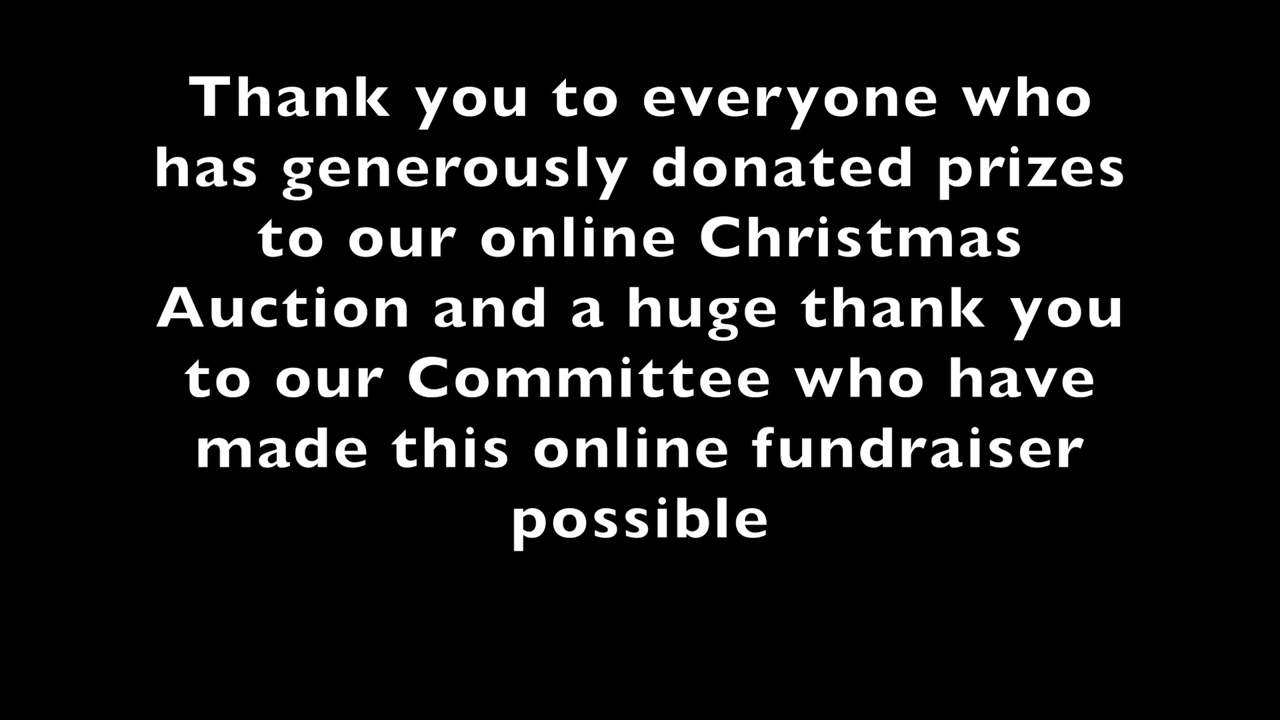 Thank you to everyone who
has generously donated prizes
to our online Christmas
Auction and a huge thank you
to our Committee who have
made this online fundraiser
possible